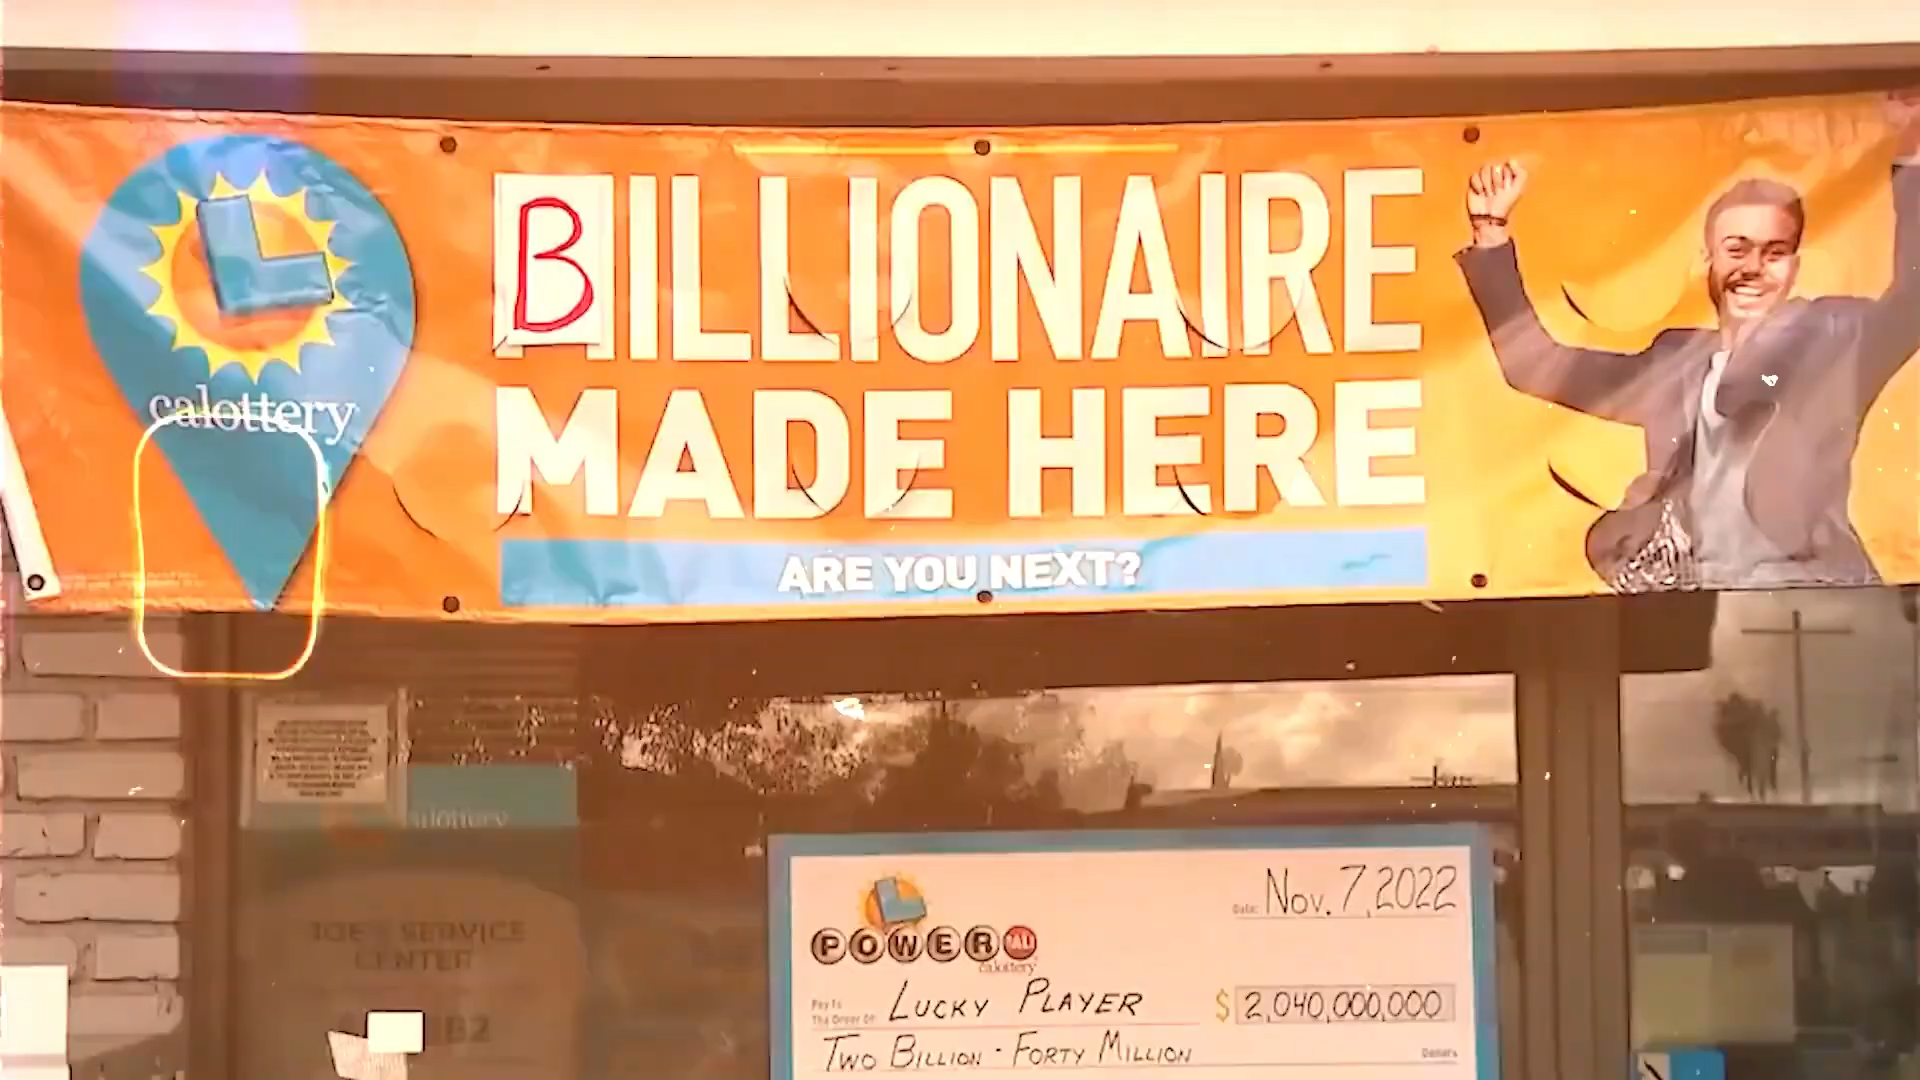 calottery
BILLIONAIRE
MADE HERE
ARE YOU NEXT?
JOE'S SERVICE
CENTER
POWERBALL
calottery
Date: Nov. 7, 2022
Pay To
The Order Of: LUCKY PLAYER
$ 2,040,000,000
TWO BILLION - FORTY MILLION
Dollars